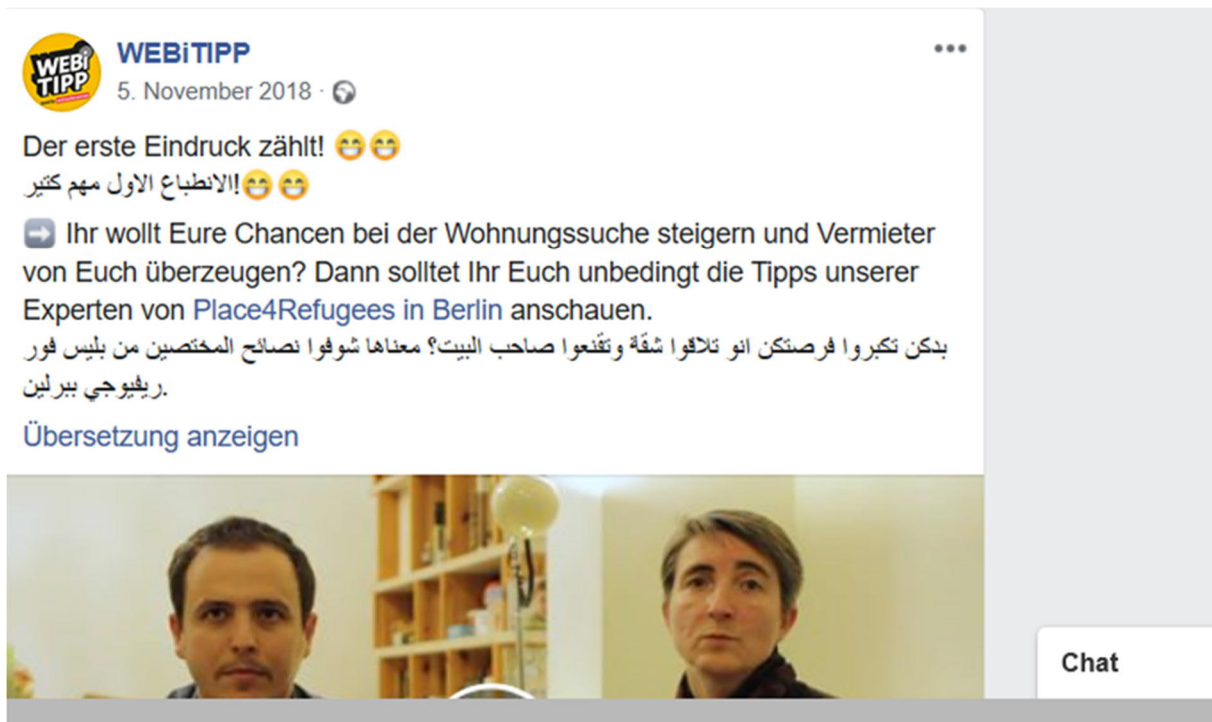 WEBiTIPP
WEBi
TIPP
5. November 2018 ·
Der erste Eindruck zählt! 😁😁
😁😁!الانطباع الاول مهم كتير
➡️ Ihr wollt Eure Chancen bei der Wohnungssuche steigern und Vermieter
von Euch überzeugen? Dann solltet Ihr Euch unbedingt die Tipps unserer
Experten von Place4Refugees in Berlin anschauen.
بدكن تكبروا فرصتكن انو تلاقوا شقة وتقنعوا صاحب البيت؟ معناها شوفوا نصائح المختصين من بليس فور
.ريفيوجي ببرلين
Übersetzung anzeigen
Chat